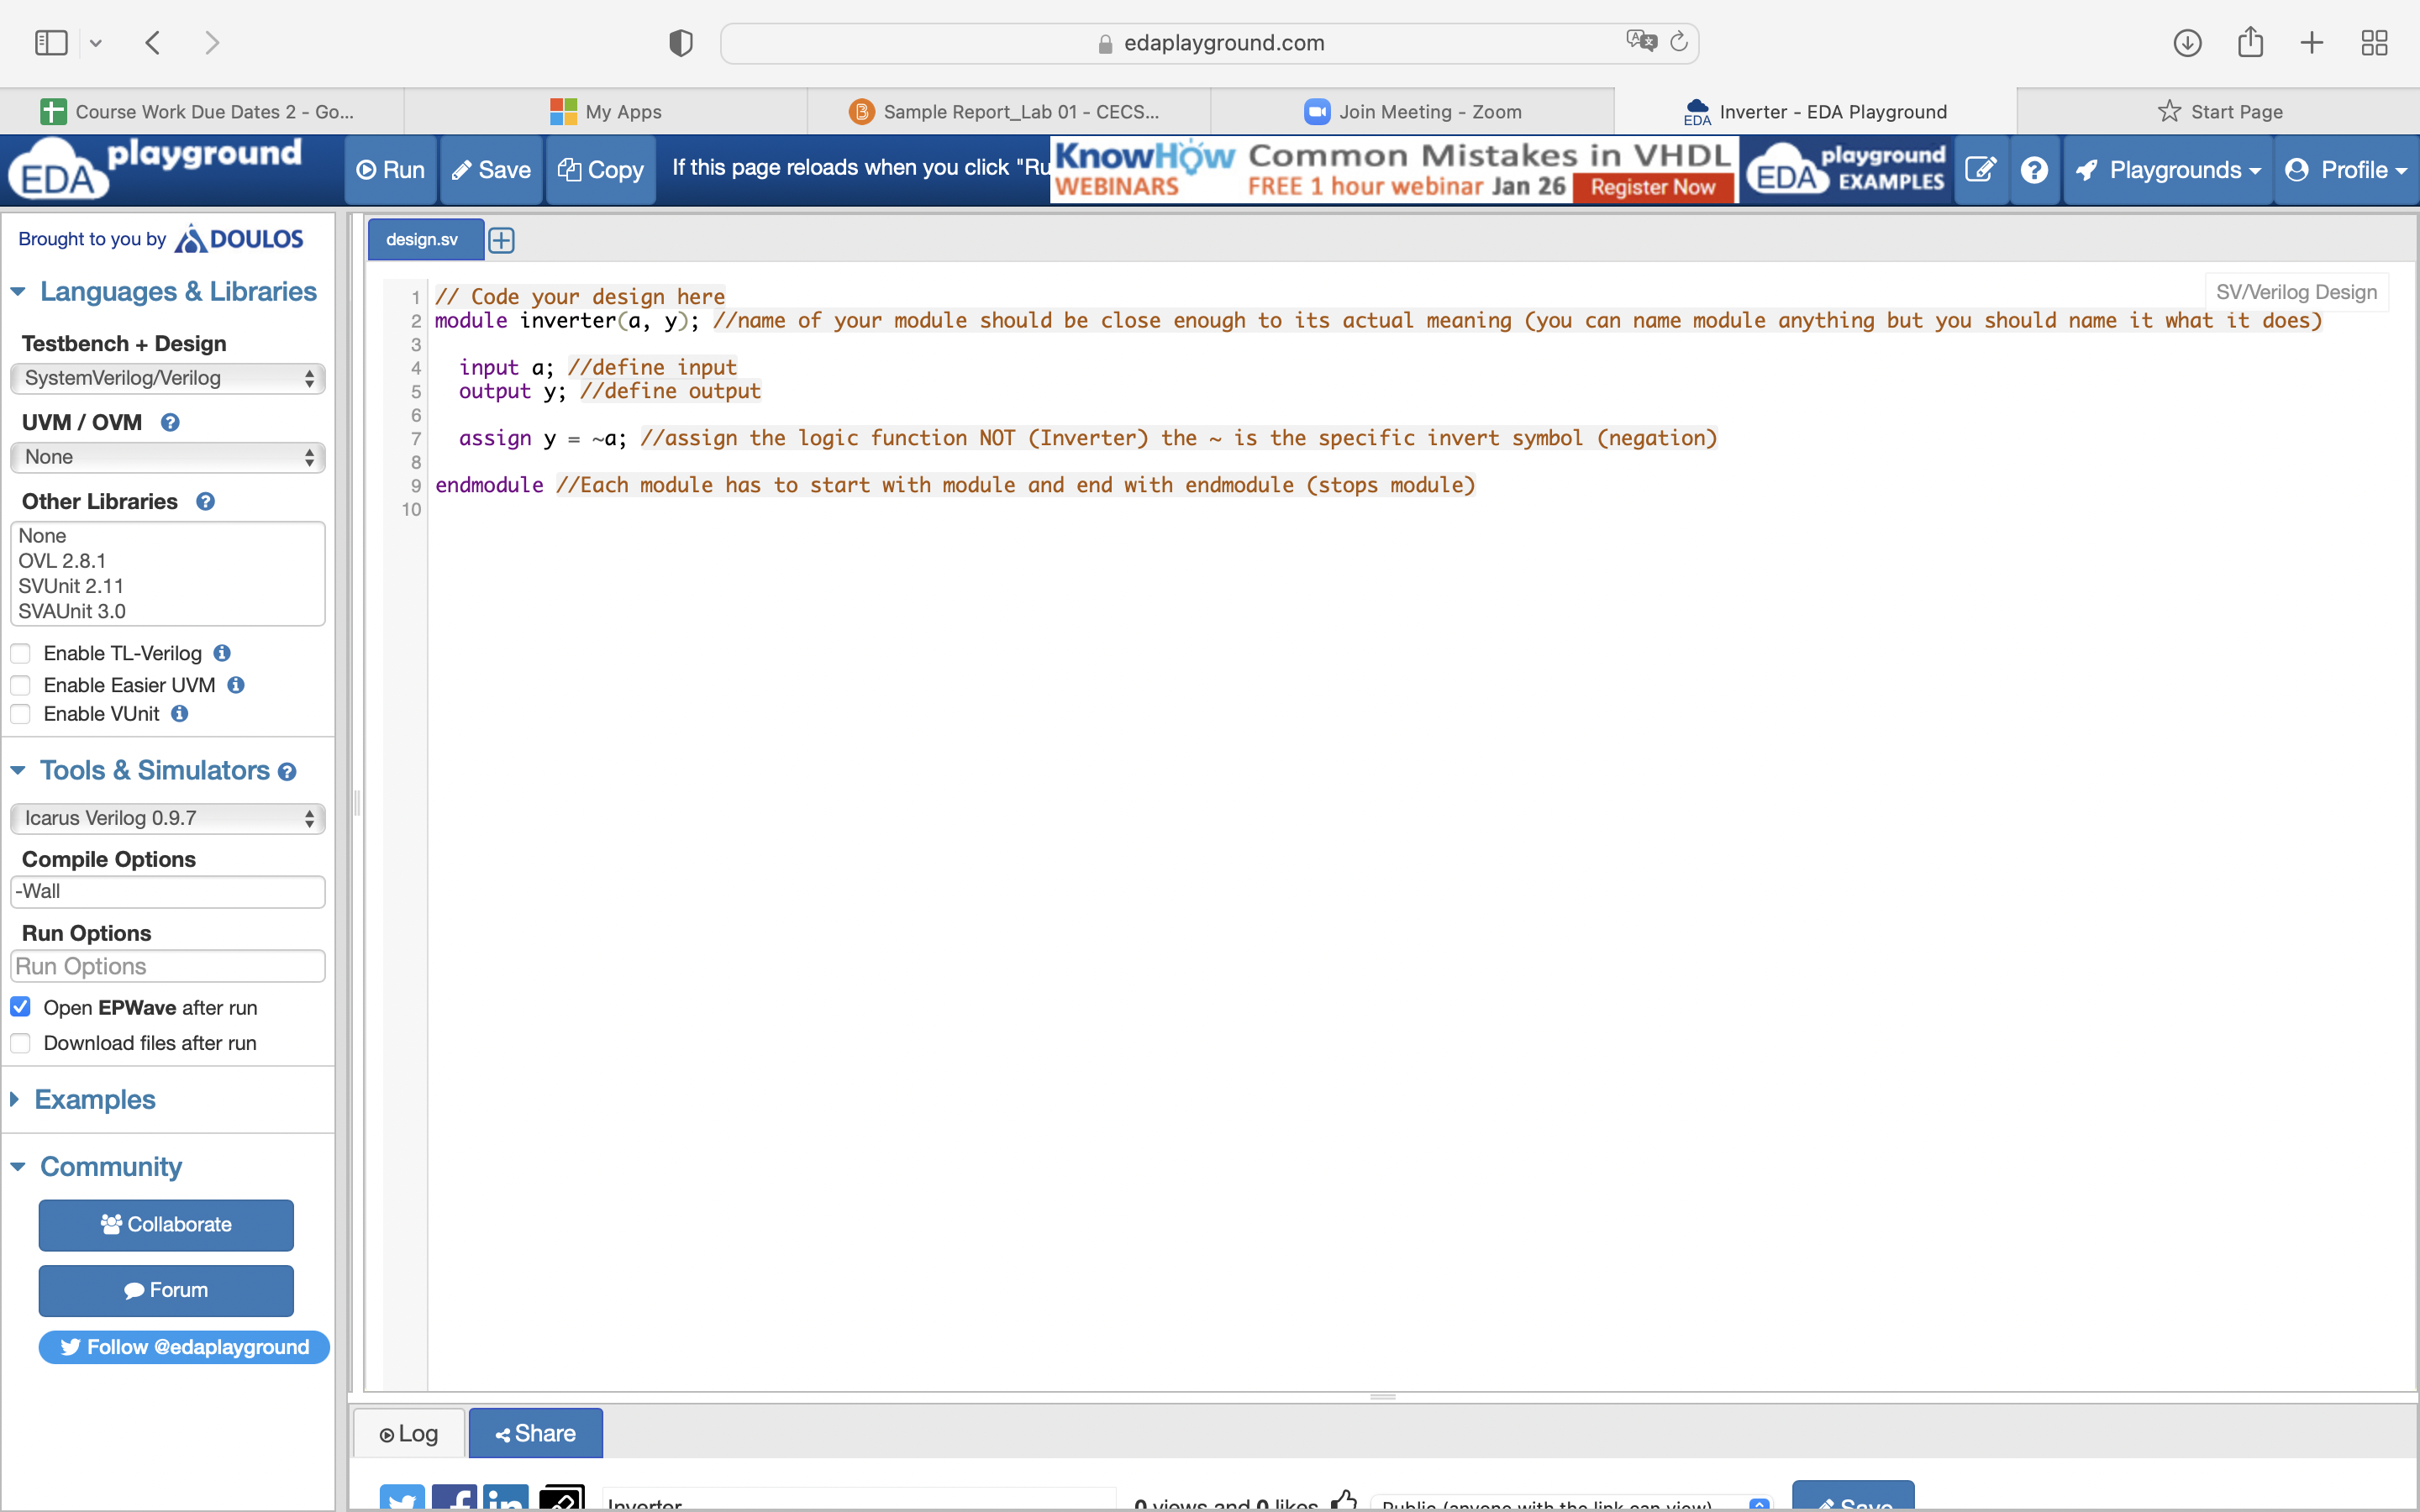 edaplayground.com
Course Work Due Dates 2 - Go...
My Apps
Sample Report_Lab 01 - CECS...
Join Meeting - Zoom
EDA
Inverter - EDA Playground
Start Page
EDA playground
Run
Save
Copy
If this page reloads when you click "Ru
KnowHow WEBINARS
Common Mistakes in VHDL
FREE 1 hour webinar Jan 26
Register Now
EDA playground EXAMPLES
Playgrounds
Profile
Brought to you by DOULOS
Languages & Libraries
Testbench + Design
SystemVerilog/Verilog
UVM / OVM
None
Other Libraries
None
OVL 2.8.1
SVUnit 2.11
SVAUnit 3.0
Enable TL-Verilog
Enable Easier UVM
Enable VUnit
Tools & Simulators
Icarus Verilog 0.9.7
Compile Options
-Wall
Run Options
Run Options
Open EPWave after run
Download files after run
Examples
Community
Collaborate
Forum
Follow @edaplayground
design.sv
SV/Verilog Design
1 // Code your design here
2 module inverter(a, y); //name of your module should be close enough to its actual meaning (you can name module anything but you should name it what it does)
3
4 input a; //define input
5 output y; //define output
6
7 assign y = ~a; //assign the logic function NOT (Inverter) the ~ is the specific invert symbol (negation)
8
9 endmodule //Each module has to start with module and end with endmodule (stops module)
10
Log
Share
Inverter
0 views and 0 likes
Public (anyone with the link can view)
Save